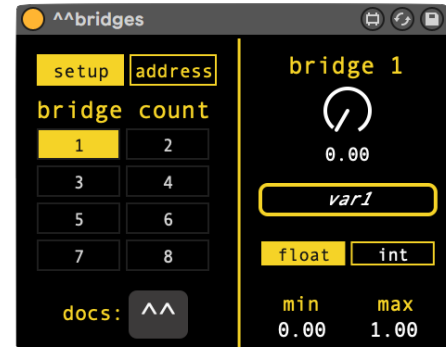 ^^bridges
setup address
bridge count
1 2
3 4
5 6
7 8
docs: ^^
bridge 1
0.00
var1
float int
min max
0.00 1.00